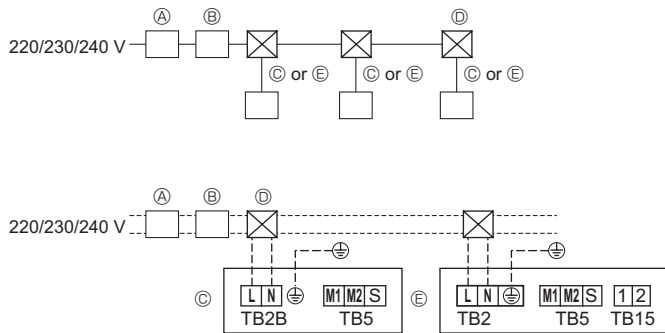 Ⓐ Ⓑ Ⓓ
220/230/240 V
Ⓒ or Ⓔ Ⓒ or Ⓔ Ⓒ or Ⓔ
Ⓐ Ⓑ Ⓓ
220/230/240 V
Ⓒ L N M1 M2 S Ⓔ L N M1 M2 S 1 2
TB2B TB5 TB2 TB5 TB15